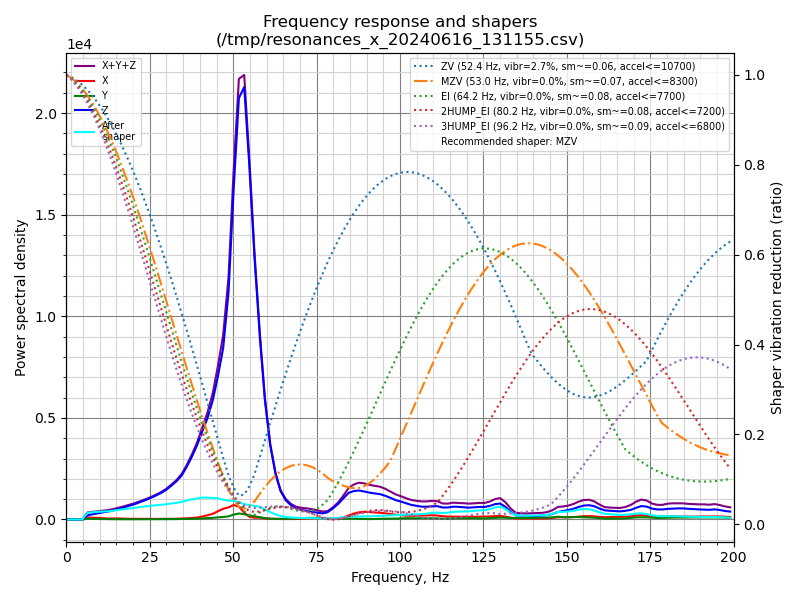 Frequency response and shapers
(/tmp/resonances_x_20240616_131155.csv)
1e4
X+Y+Z
X
Y
Z
After
shaper
ZV (52.4 Hz, vibr=2.7%, sm~=0.06, accel<=10700)
MZV (53.0 Hz, vibr=0.0%, sm~=0.07, accel<=8300)
EI (64.2 Hz, vibr=0.0%, sm~=0.08, accel<=7700)
2HUMP_EI (80.2 Hz, vibr=0.0%, sm~=0.08, accel<=7200)
3HUMP_EI (96.2 Hz, vibr=0.0%, sm~=0.09, accel<=6800)
Recommended shaper: MZV
2.0
1.5
1.0
0.5
0.0
Power spectral density
1.0
0.8
0.6
0.4
0.2
0.0
Shaper vibration reduction (ratio)
0 25 50 75 100 125 150 175 200
Frequency, Hz